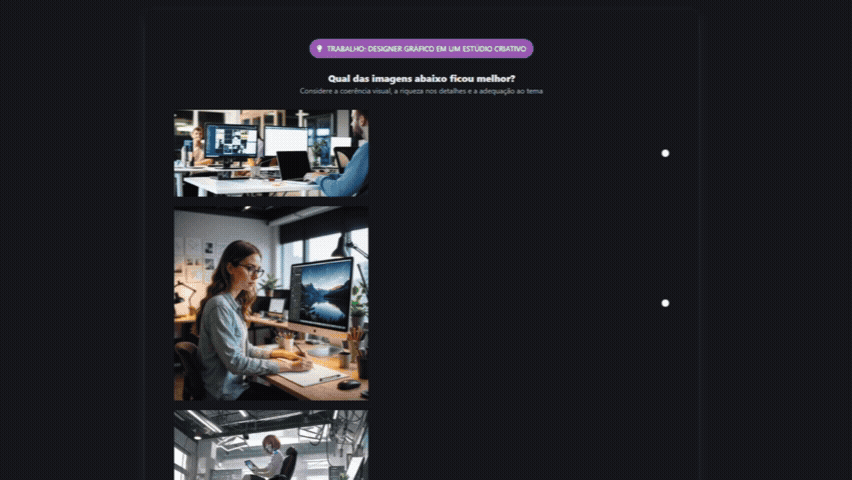 TRABALHO: DESIGNER GRÁFICO EM UM ESTÚDIO CRIATIVO
Qual das imagens abaixo ficou melhor?
Considere a coerência visual, a riqueza nos detalhes e a adequação ao tema